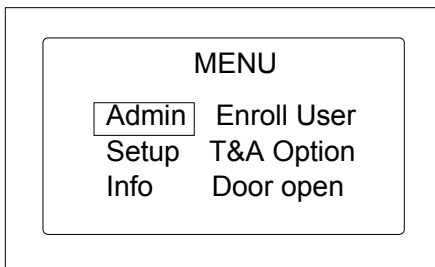 MENU
Admin Enroll User
Setup T&A Option
Info Door open